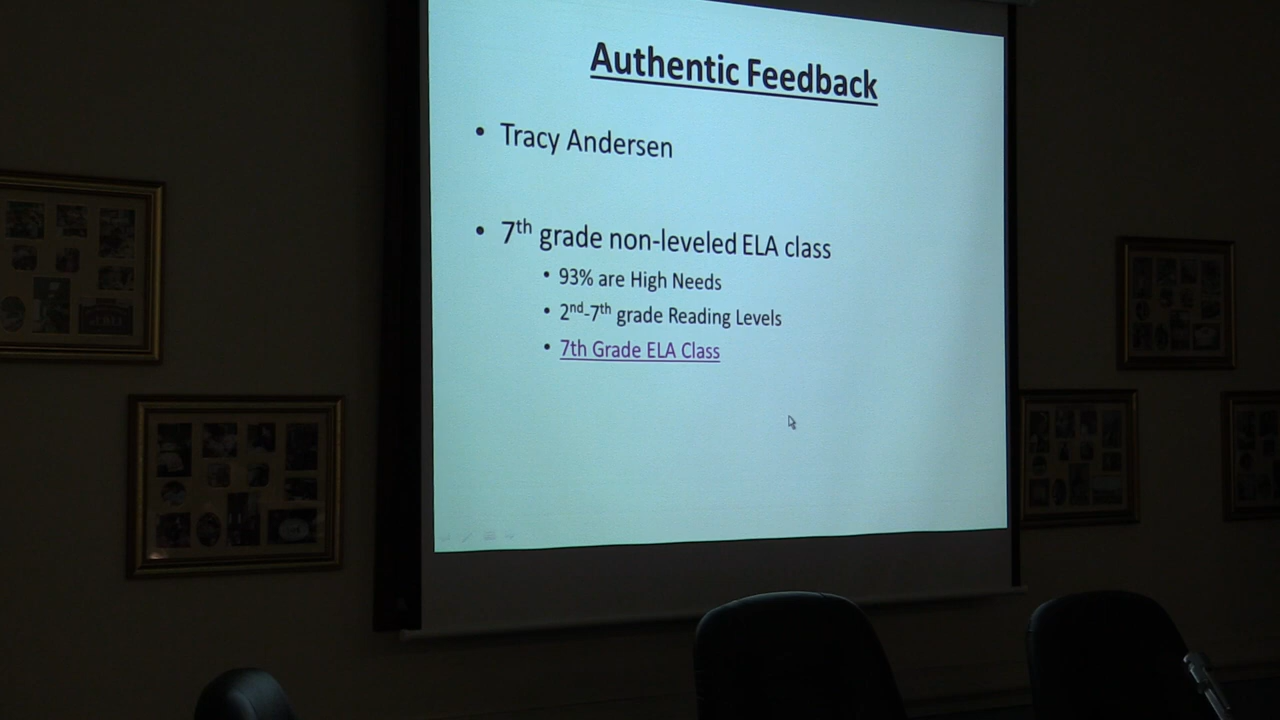 Authentic Feedback
• Tracy Andersen
• 7th grade non-leveled ELA class
• 93% are High Needs
• 2nd-7th grade Reading Levels
• 7th Grade ELA Class